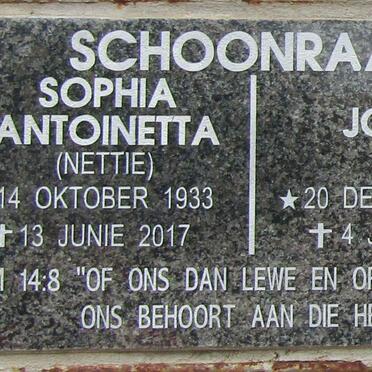 SCHOONRAA
SOPHIA
ANTOINETTA
JO
(NETTIE)
14 OKTOBER 1933
★ 20 DE
✝ 13 JUNIE 2017
✝ 4 J
14:8 "OF ONS DAN LEWE EN OF
ONS BEHOORT AAN DIE HE